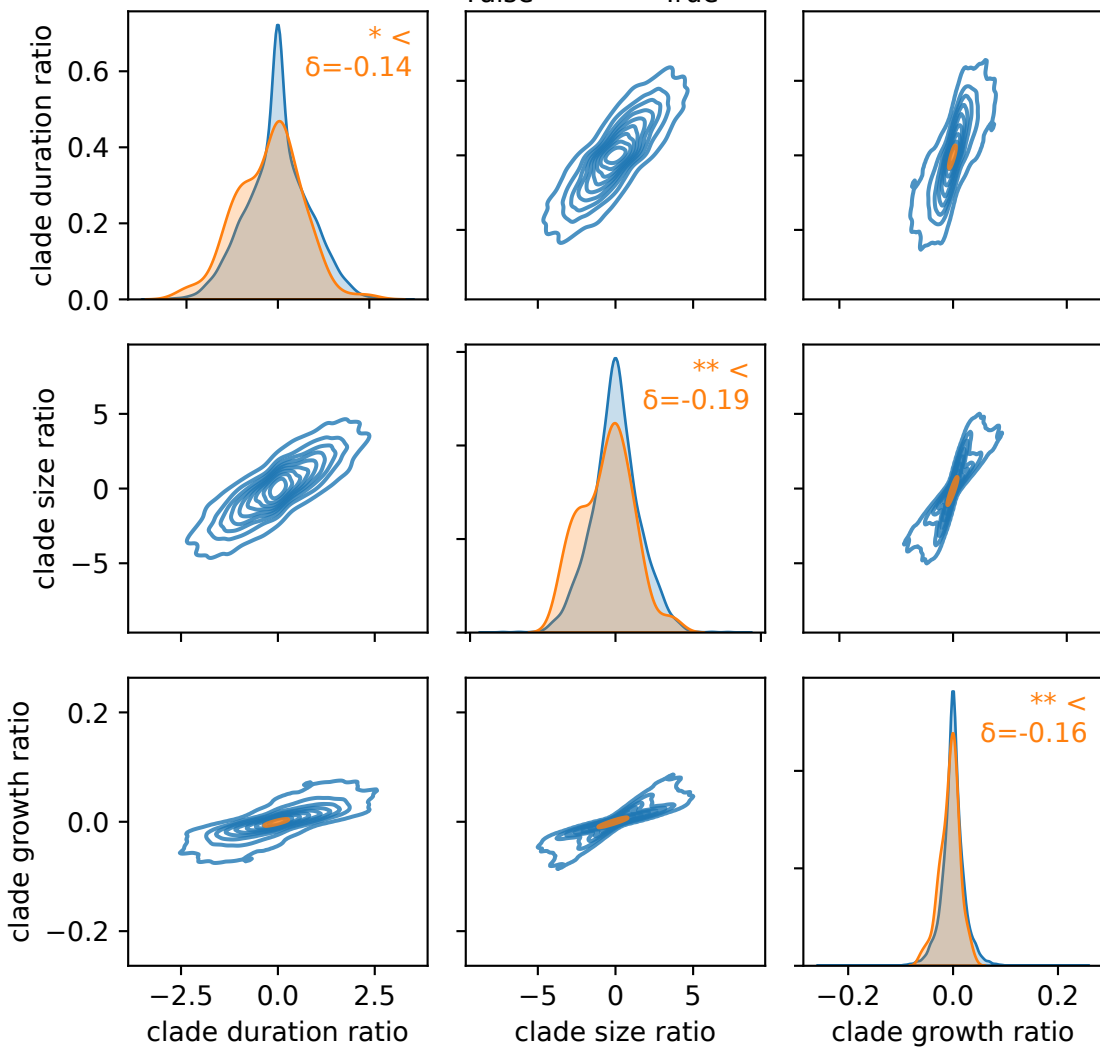 True
* <
δ=-0.14
clade duration ratio
0.6
0.4
0.2
0.0
** <
δ=-0.19
clade size ratio
5
0
−5
** <
δ=-0.16
clade growth ratio
0.2
0.0
−0.2
−2.5 0.0 2.5 −5 0 5 −0.2 0.0 0.2
clade duration ratio clade size ratio clade growth ratio